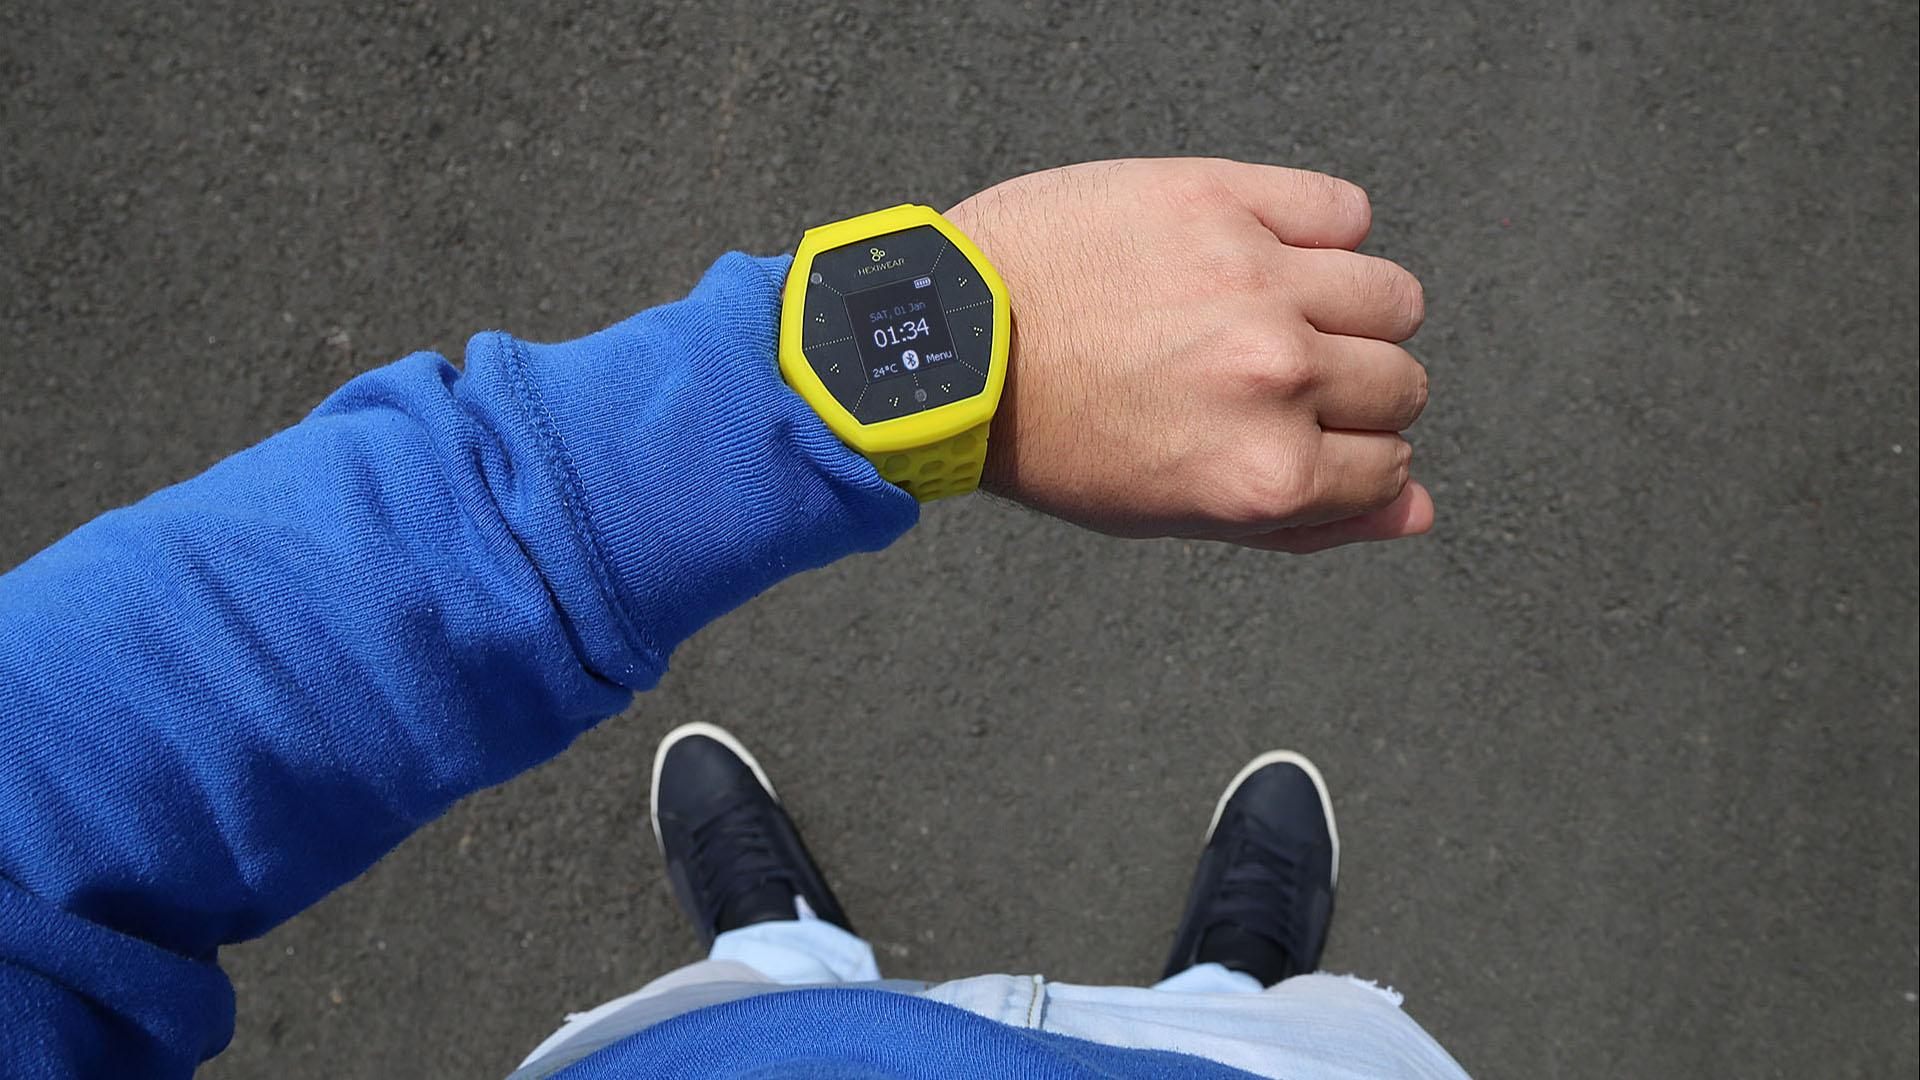 HEXIWEAR
SAT, 01 Jan
01:34
24°C Menu